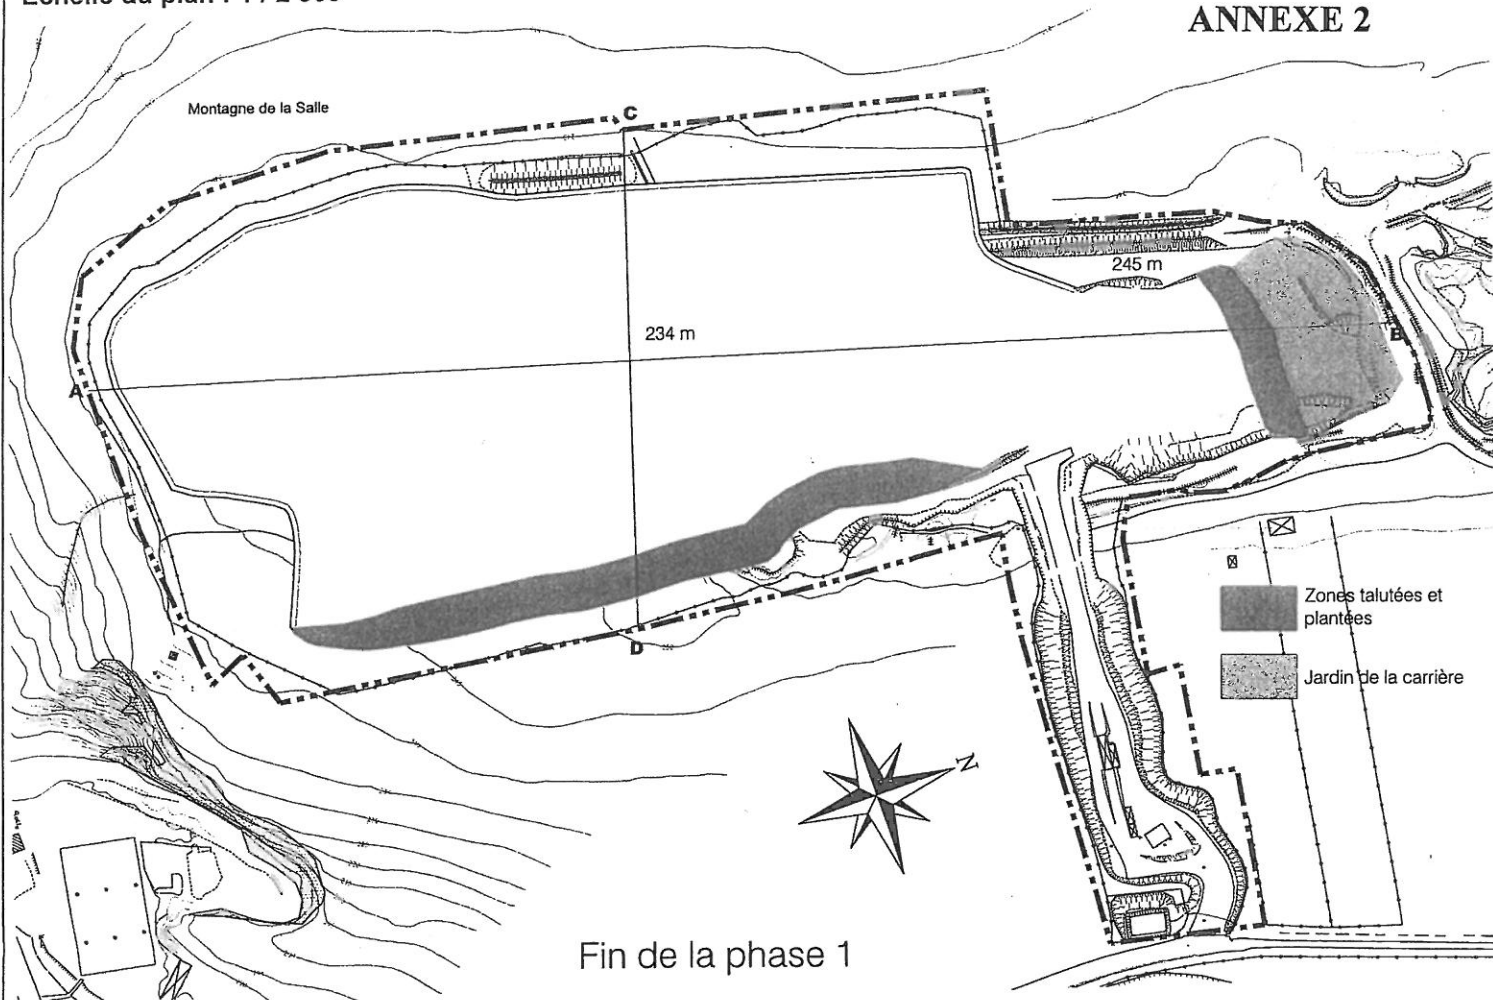 ANNEXE 2
Montagne de la Salle
C
245 m
234 m
B
A
D
Zones talutées et
plantées
Jardin de la carrière
N
Fin de la phase 1